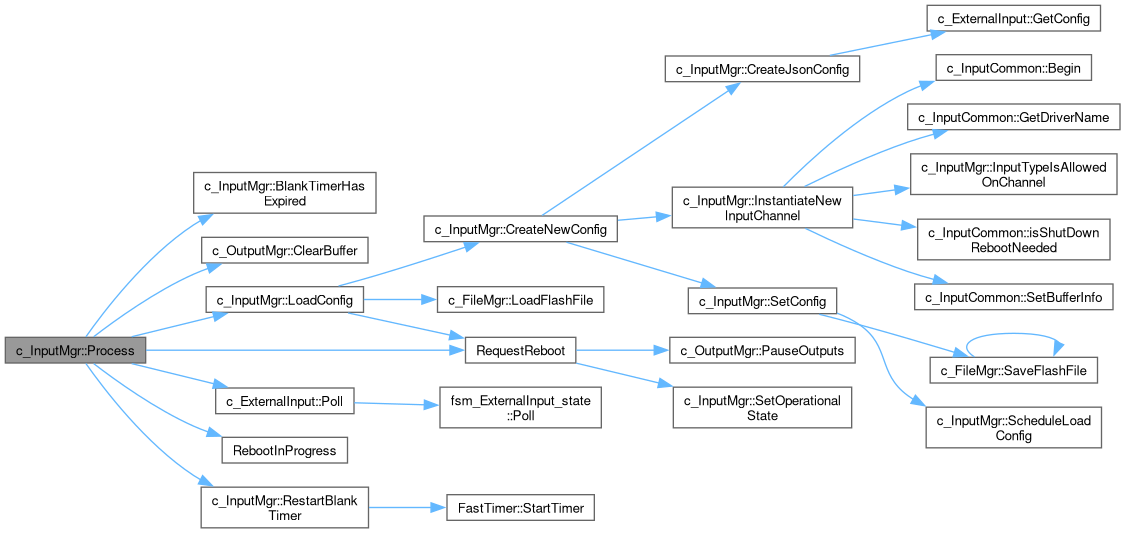 c_InputMgr::Process
c_InputMgr::BlankTimerHas
Expired
c_OutputMgr::ClearBuffer
c_InputMgr::LoadConfig
c_InputMgr::CreateNewConfig
c_InputMgr::CreateJsonConfig
c_ExternalInput::GetConfig
c_InputMgr::InstantiateNew
InputChannel
c_InputCommon::Begin
c_InputCommon::GetDriverName
c_InputMgr::InputTypeIsAllowed
OnChannel
c_InputCommon::isShutDown
RebootNeeded
c_InputCommon::SetBufferInfo
c_InputMgr::SetConfig
c_FileMgr::SaveFlashFile
c_InputMgr::ScheduleLoad
Config
c_FileMgr::LoadFlashFile
RequestReboot
c_OutputMgr::PauseOutputs
c_InputMgr::SetOperational
State
c_ExternalInput::Poll
fsm_ExternalInput_state
::Poll
RebootInProgress
c_InputMgr::RestartBlank
Timer
FastTimer::StartTimer